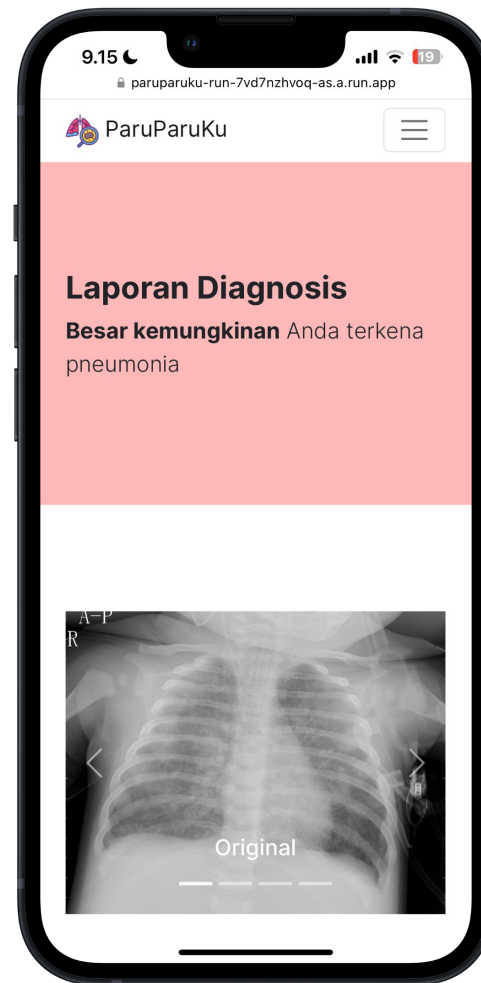 9.15
19
paruparuku-run-7vd7nzhvoq-as.a.run.app
ParuParuKu
Laporan Diagnosis
Besar kemungkinan Anda terkena
pneumonia
A-P
R
Original